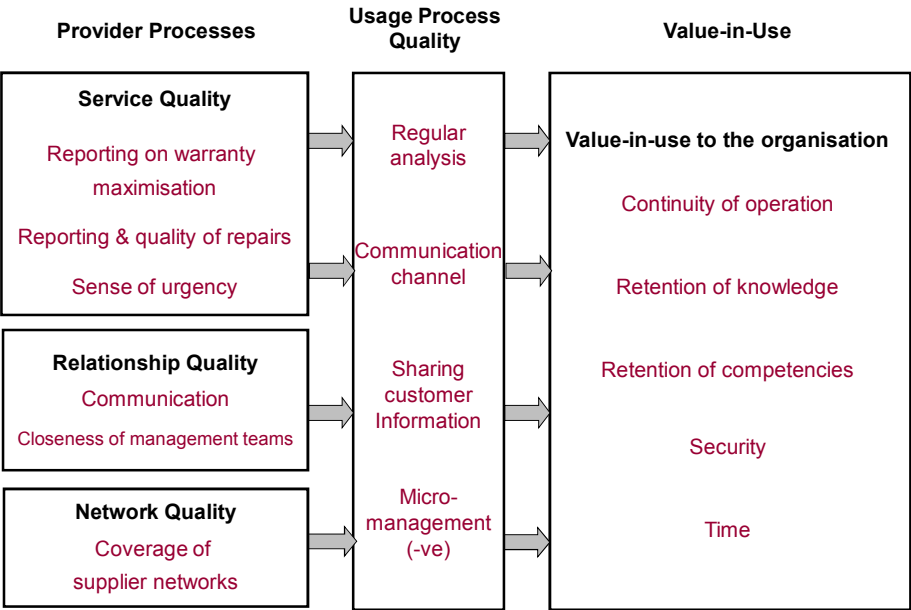 Provider Processes
Usage Process
Quality
Value-in-Use
Service Quality
Reporting on warranty
maximisation
Reporting & quality of repairs
Sense of urgency
Relationship Quality
Communication
Closeness of management teams
Network Quality
Coverage of
supplier networks
Regular
analysis
Communication
channel
Sharing
customer
Information
Micro-
management
(-ve)
Value-in-use to the organisation
Continuity of operation
Retention of knowledge
Retention of competencies
Security
Time